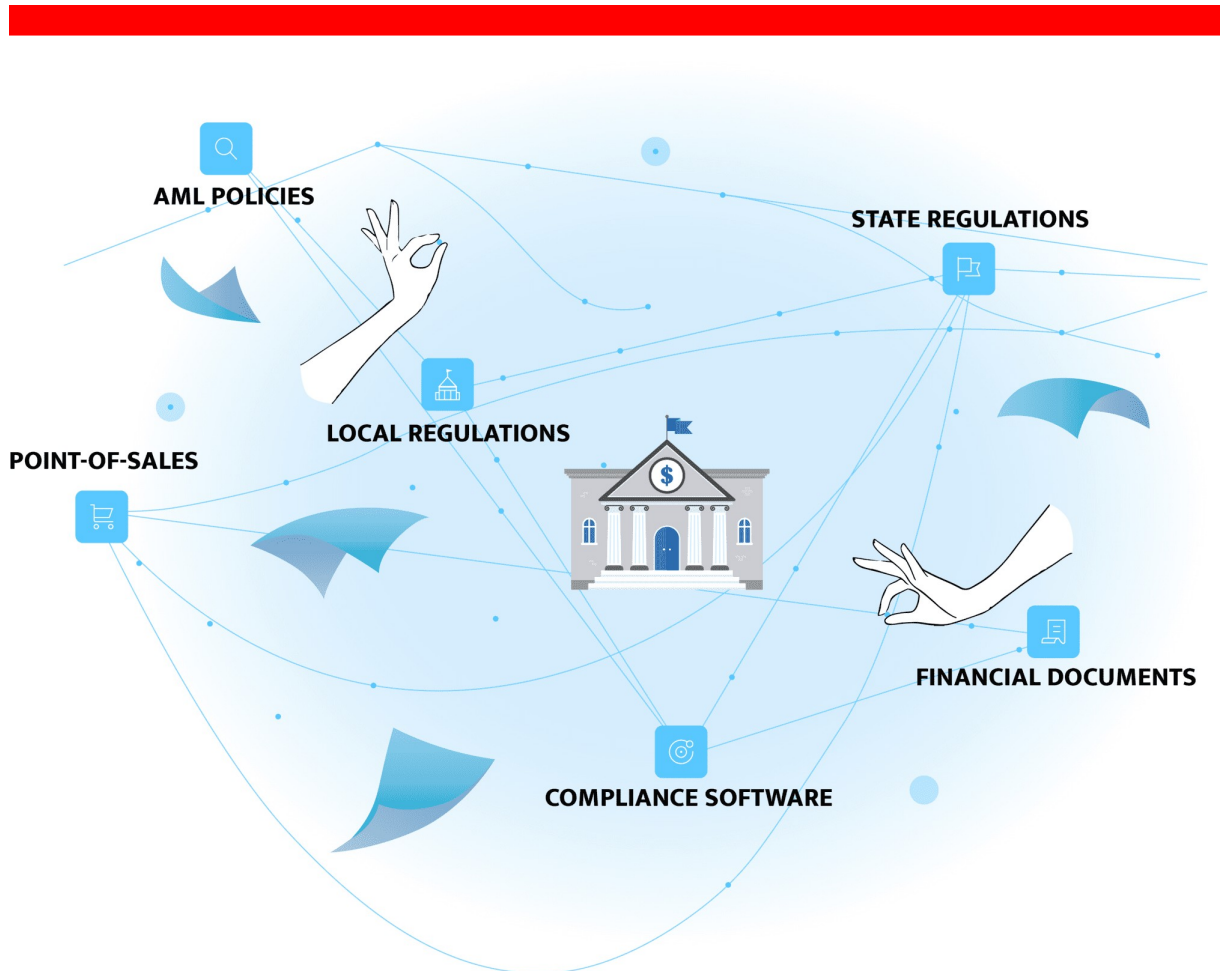 AML POLICIES
STATE REGULATIONS
LOCAL REGULATIONS
POINT-OF-SALES
$
FINANCIAL DOCUMENTS
COMPLIANCE SOFTWARE